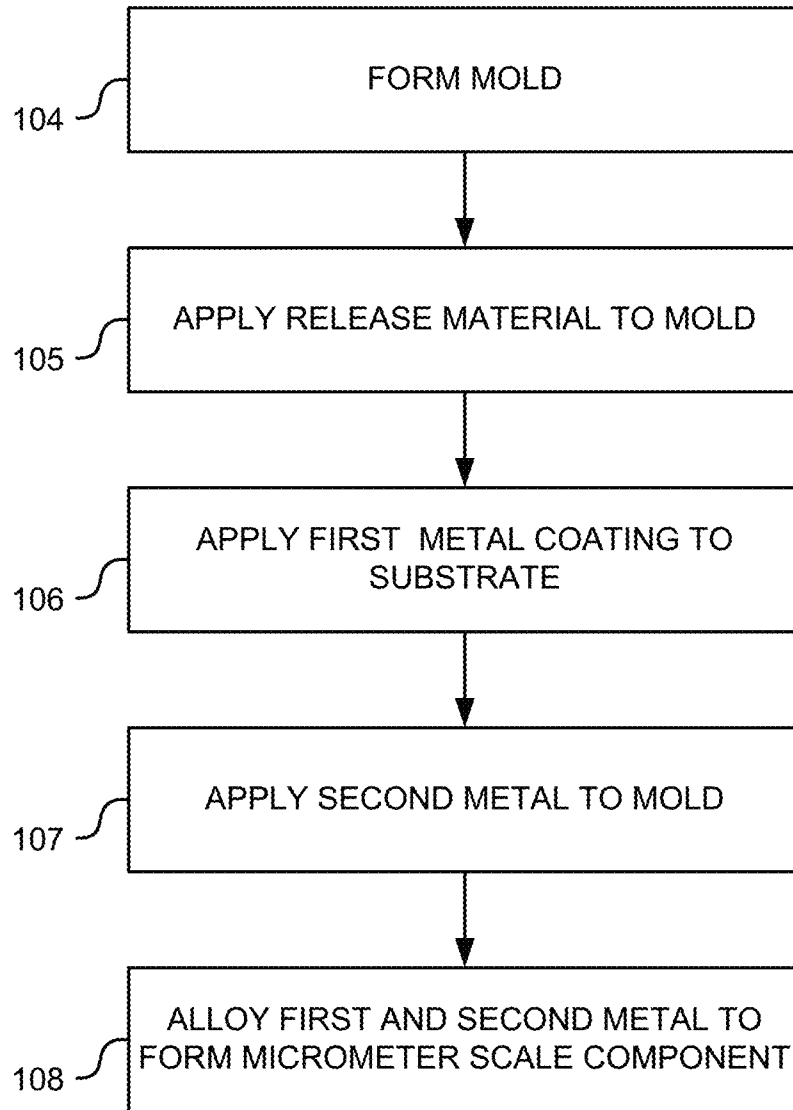 FORM MOLD
104
APPLY RELEASE MATERIAL TO MOLD
105
APPLY FIRST METAL COATING TO
SUBSTRATE
106
APPLY SECOND METAL TO MOLD
107
ALLOY FIRST AND SECOND METAL TO
FORM MICROMETER SCALE COMPONENT
108